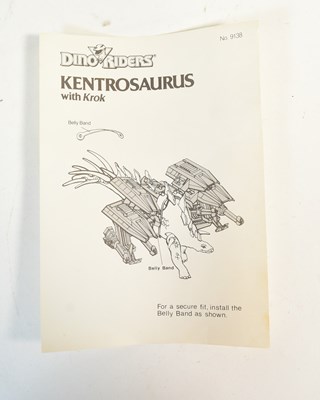 No. 9138
DINO RIDERS
KENTROSAURUS
with Krok
Belly Band
Belly Band
For a secure fit, install the
Belly Band as shown.